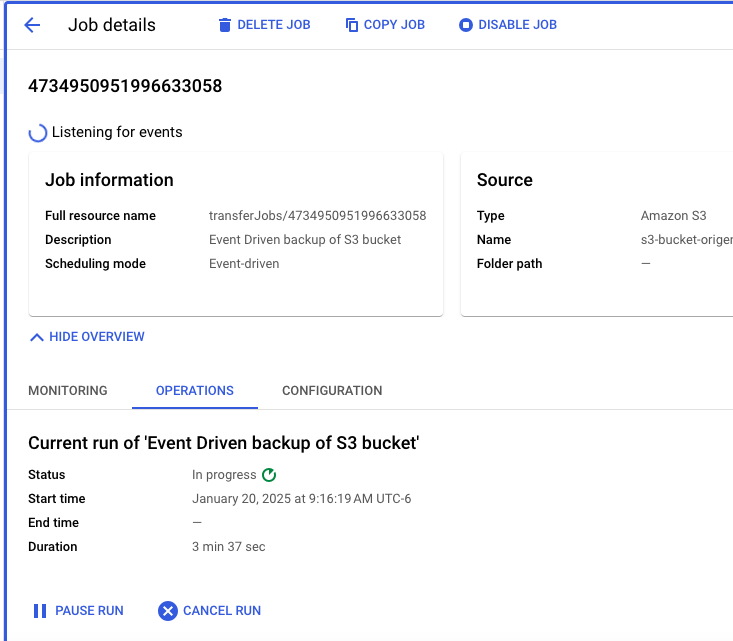 Job details
DELETE JOB
COPY JOB
DISABLE JOB
4734950951996633058
Listening for events
Job information
Full resource name transferJobs/4734950951996633058
Description Event Driven backup of S3 bucket
Scheduling mode Event-driven
Source
Type Amazon S3
Name s3-bucket-origen
Folder path —
HIDE OVERVIEW
MONITORING
OPERATIONS
CONFIGURATION
Current run of 'Event Driven backup of S3 bucket'
Status In progress
Start time January 20, 2025 at 9:16:19 AM UTC-6
End time —
Duration 3 min 37 sec
PAUSE RUN
CANCEL RUN